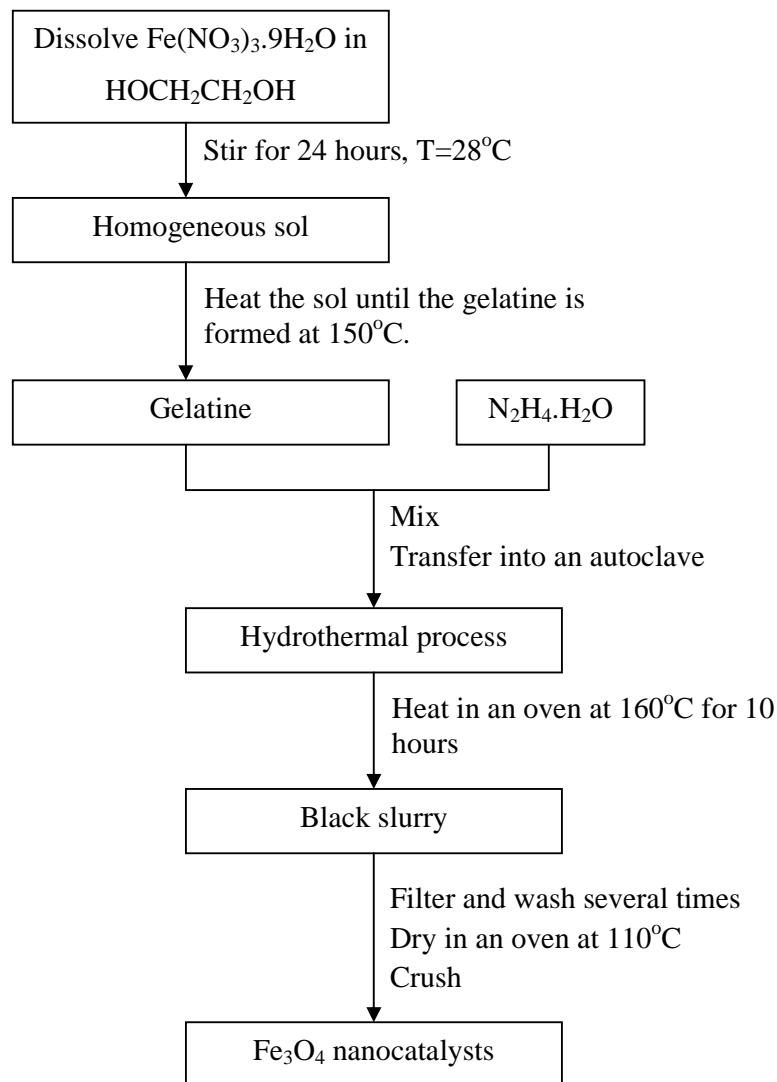 Dissolve Fe(NO₃)₃.9H₂O in
HOCH₂CH₂OH
Stir for 24 hours, T=28°C
Homogeneous sol
Heat the sol until the gelatine is
formed at 150°C.
Gelatine
N₂H₄.H₂O
Mix
Transfer into an autoclave
Hydrothermal process
Heat in an oven at 160°C for 10
hours
Black slurry
Filter and wash several times
Dry in an oven at 110°C
Crush
Fe₃O₄ nanocatalysts